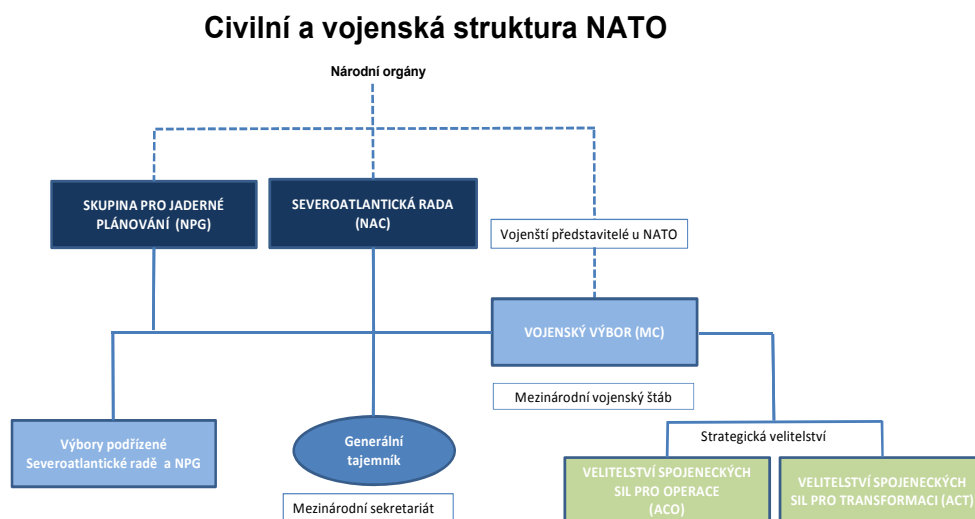 Civilní a vojenská struktura NATO
Národní orgány
SKUPINA PRO JADERNÉ
PLÁNOVÁNÍ (NPG)
SEVEROATLANTICKÁ RADA
(NAC)
Vojenští představitelé u NATO
VOJENSKÝ VÝBOR (MC)
Mezinárodní vojenský štáb
Výbory podřízené
Severoatlantické radě a NPG
Generální
tajemník
Mezinárodní sekretariát
Strategická velitelství
VELITELSTVÍ SPOJENECKÝCH
SIL PRO OPERACE
(ACO)
VELITELSTVÍ SPOJENECKÝCH
SIL PRO TRANSFORMACI (ACT)